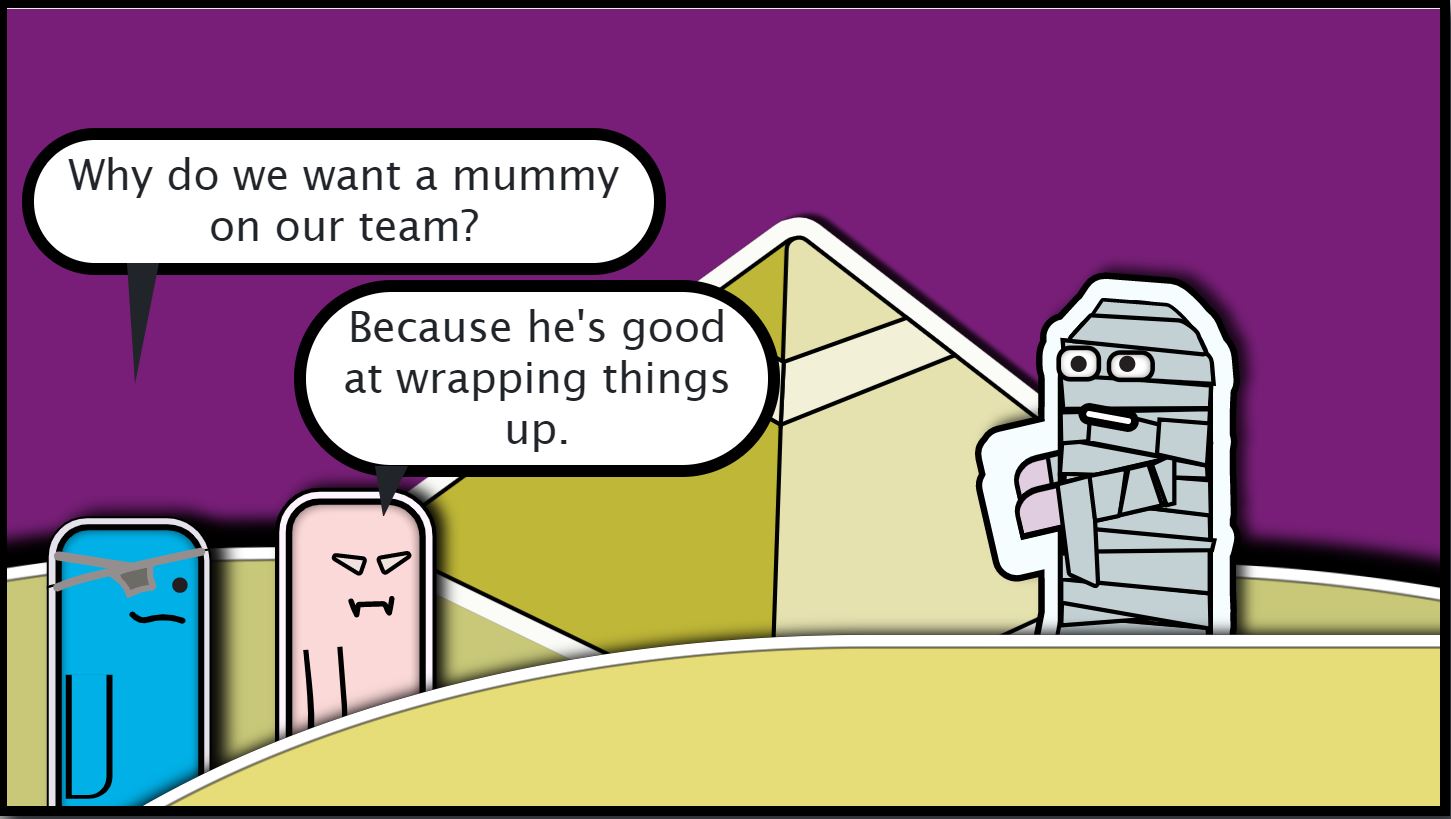 Why do we want a mummy
on our team?
Because he's good
at wrapping things
up.